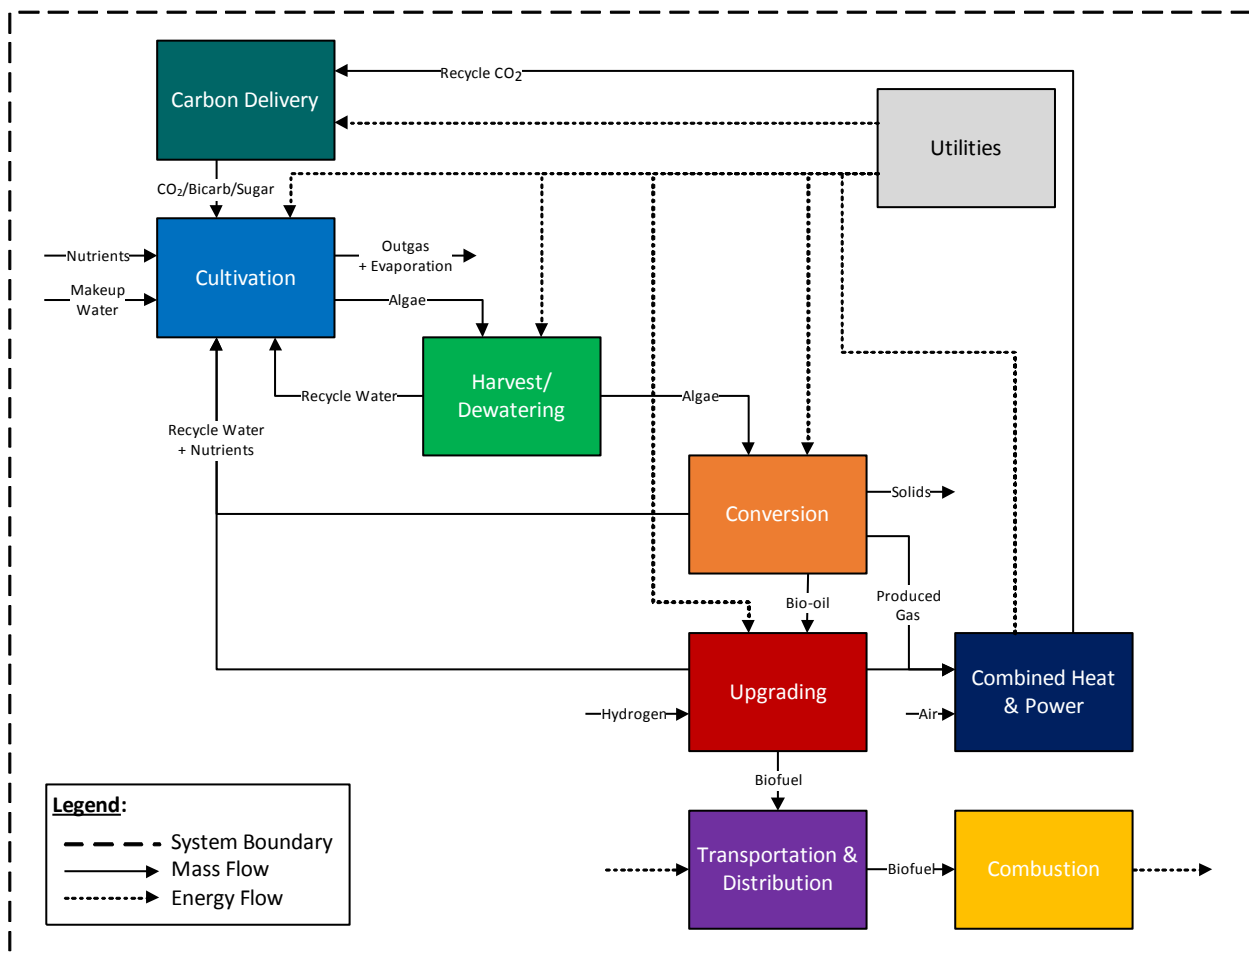 Recycle CO2
Carbon Delivery
Utilities
CO2/Bicarb/Sugar
Nutrients
Outgas
+ Evaporation
Cultivation
Makeup
Water
Algae
Harvest/
Dewatering
Recycle Water
Algae
Recycle Water
+ Nutrients
Solids
Conversion
Bio-oil
Produced
Gas
Upgrading
Combined Heat
& Power
Hydrogen
Air
Biofuel
Legend:
System Boundary
Mass Flow
Energy Flow
Transportation &
Distribution
Biofuel
Combustion